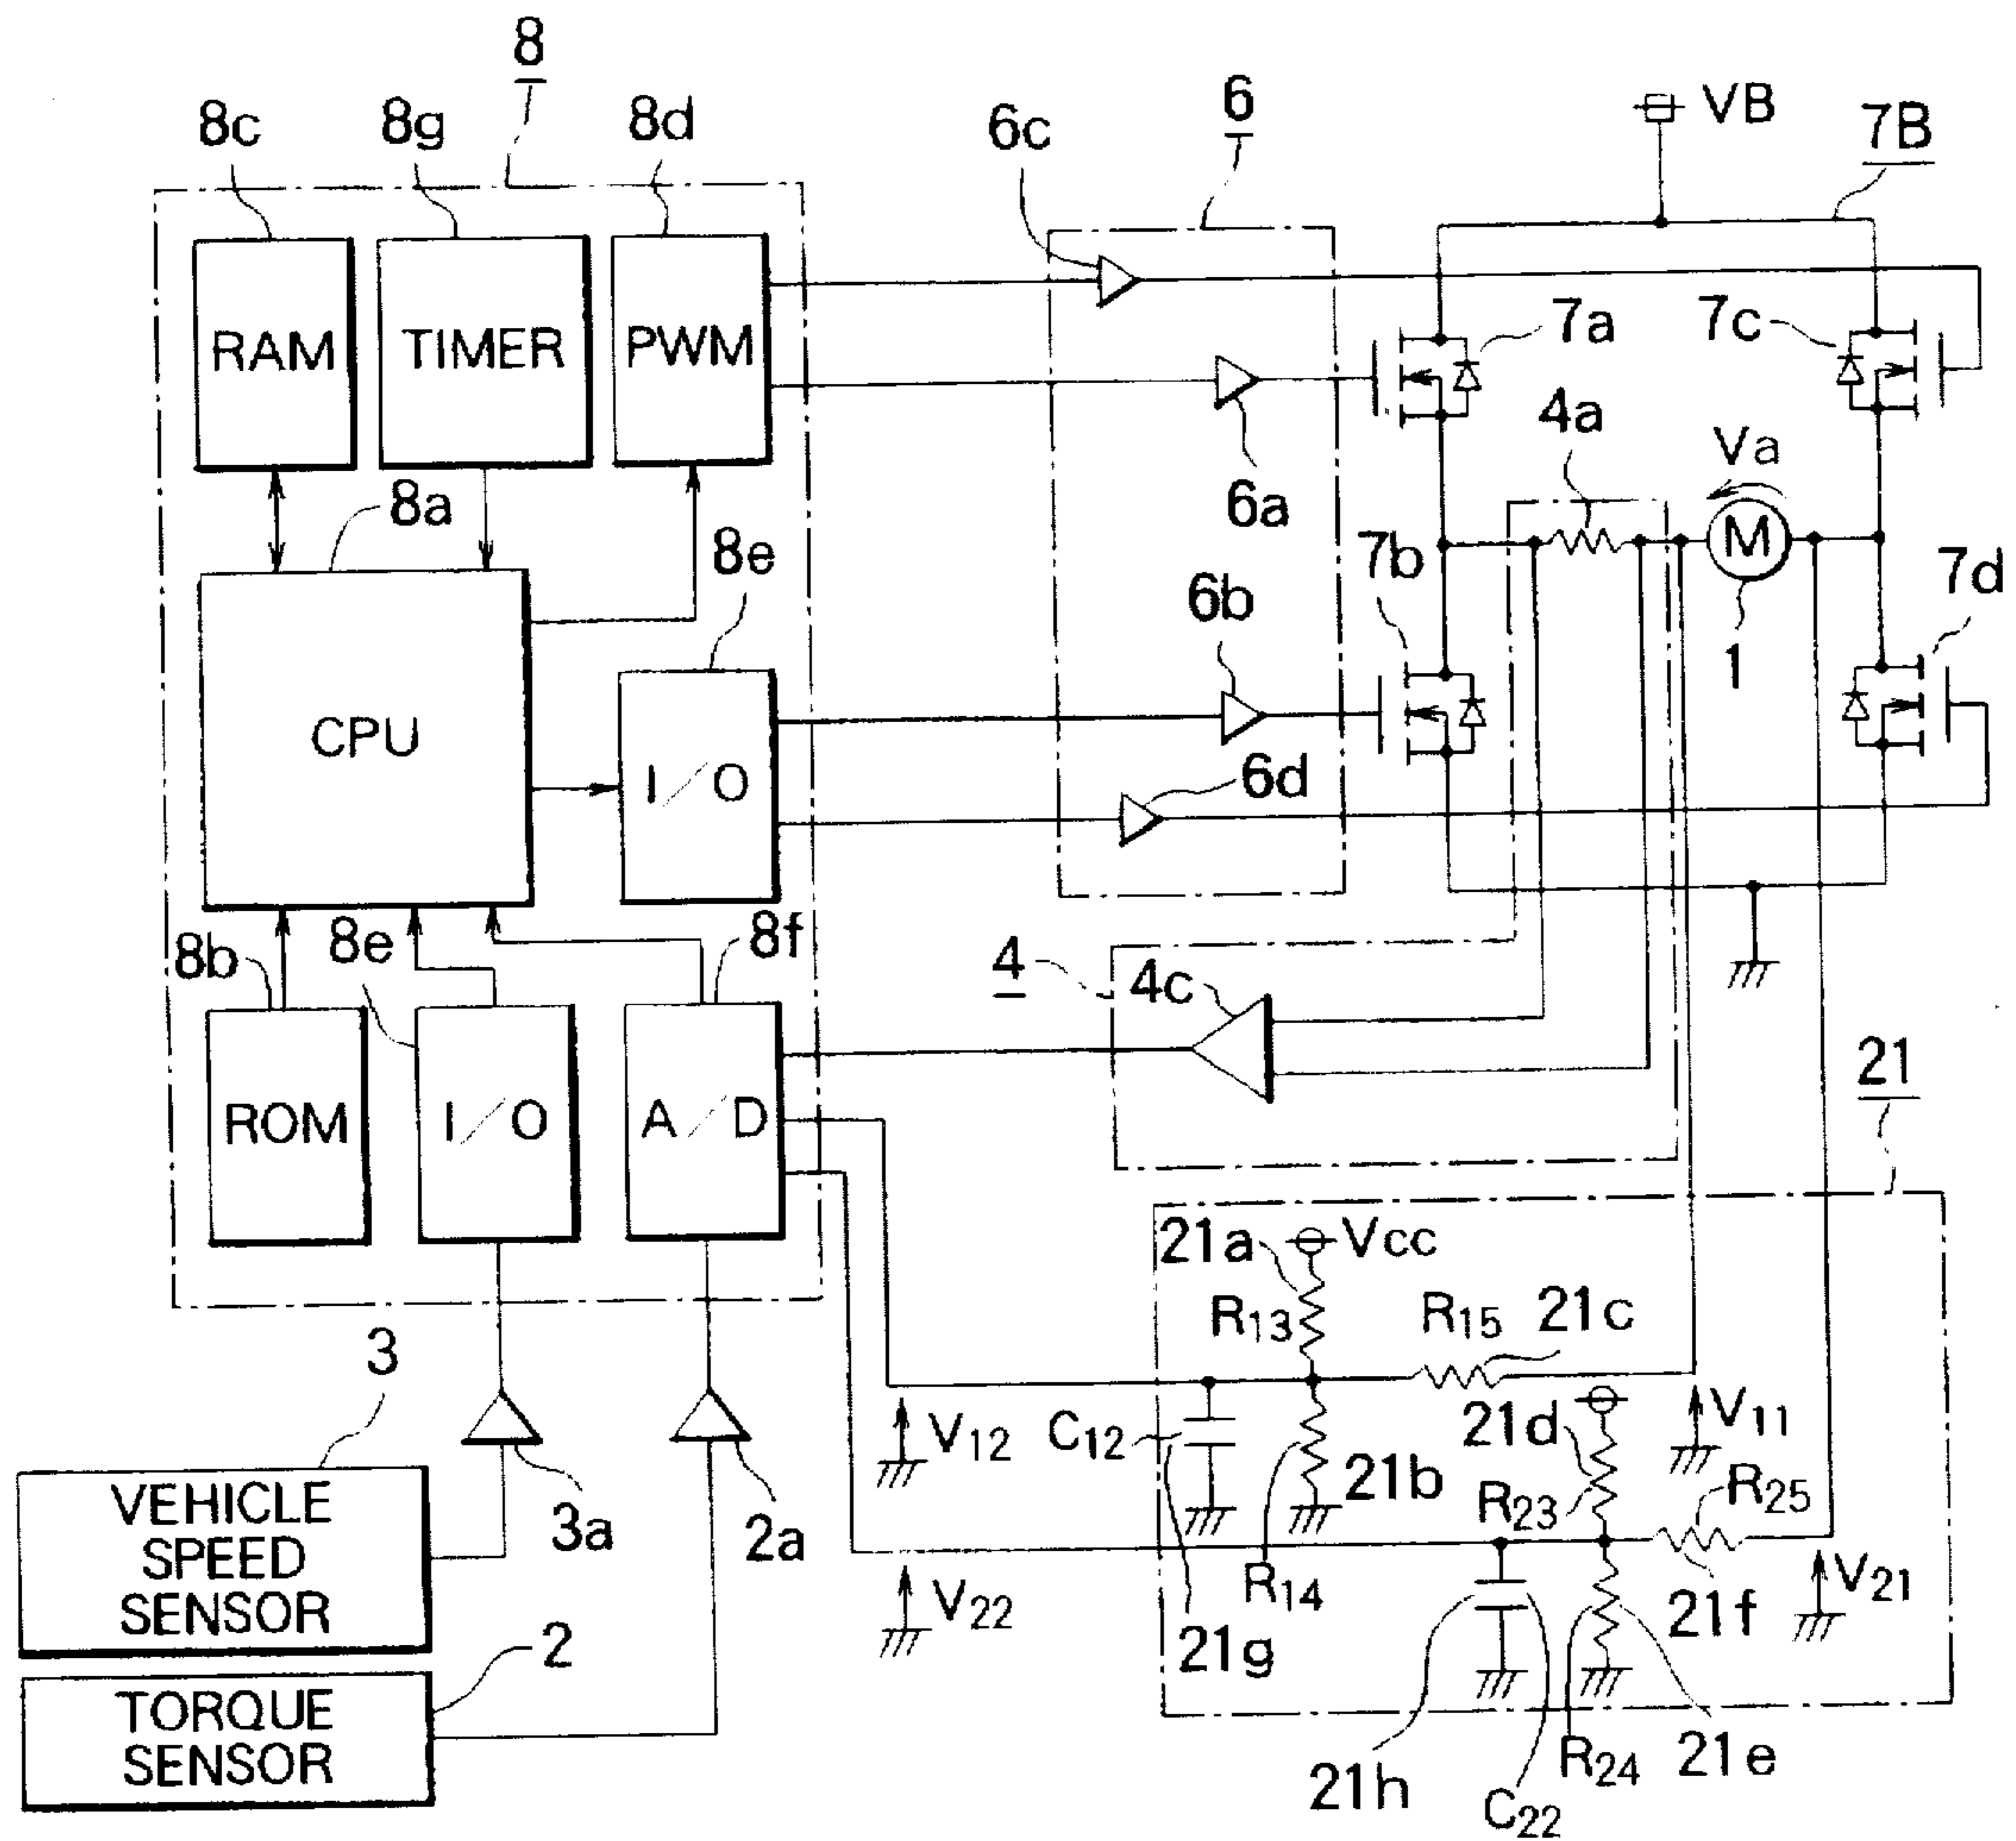 8
8c
8g
8d
6c
6
VB
7B
RAM
TIMER
PWM
7a
7c
4a
Va
6a
8a
8e
7b
M
7d
6b
1
CPU
I/O
6d
8b
8e
8f
4
4c
21
ROM
I/O
A/D
21a
Vcc
R13
R15
21c
3
V12
C12
21b
21d
V11
R23
R25
VEHICLE
SPEED
SENSOR
3a
2a
V22
R14
21g
21f
V21
2
TORQUE
SENSOR
21h
R24
21e
C22